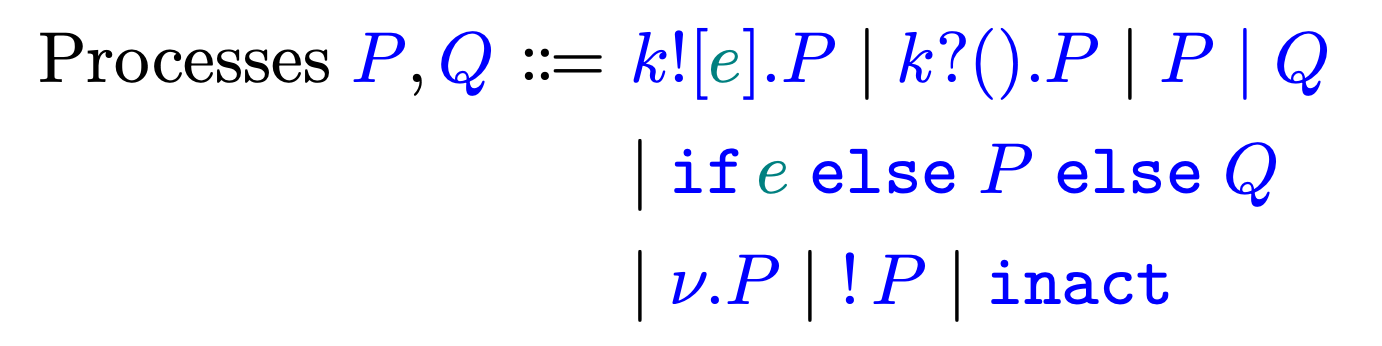 Processes P, Q ::= k![e].P | k?().P | P | Q
| if e else P else Q
| ν.P | !P | inact